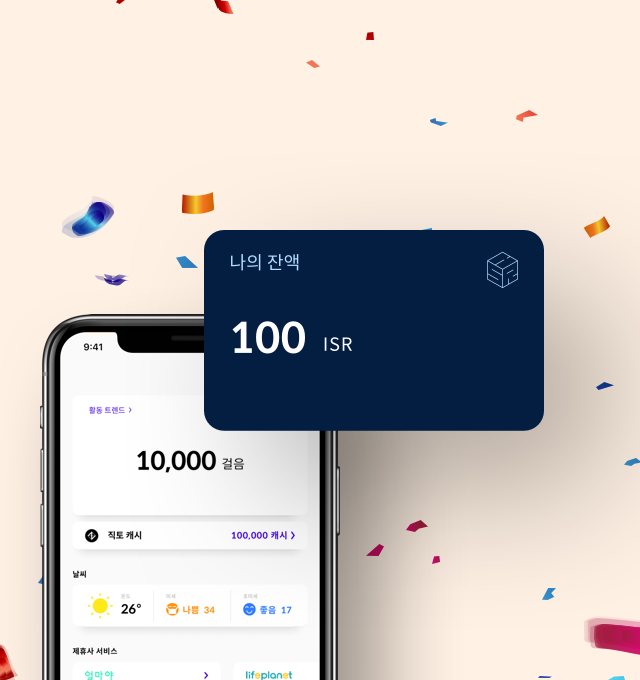 나의 잔액
100 ISR
9:41
활동 트렌드 >
10,000 걸음
직토 캐시 100,000 캐시 >
날씨
26° 나쁨 34 좋음 17
제휴사 서비스
얼마야 > lifeplanet